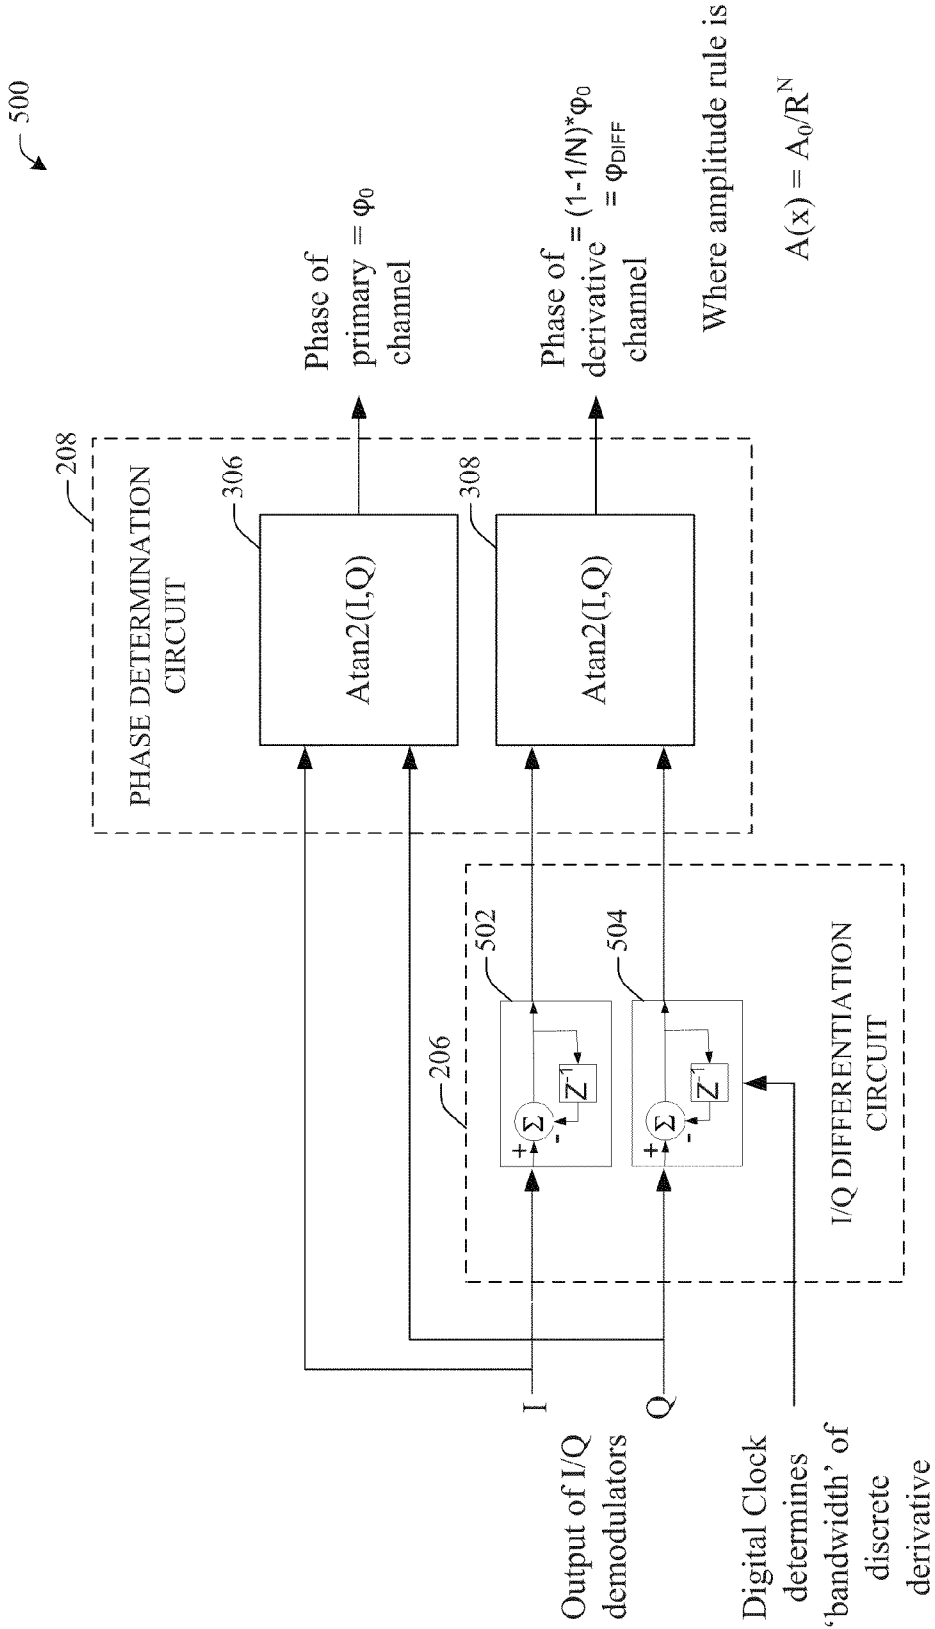 500
208
PHASE DETERMINATION
CIRCUIT
306
Atan2(I,Q)
Phase of
primary = φ₀
channel
308
Atan2(I,Q)
Phase of
derivative = (1-1/N)*φ₀
= φDIFF
channel
Where amplitude rule is
A(x) = A₀/Rᴺ
206
502
+
Σ
-
Z⁻¹
504
+
Σ
-
Z⁻¹
I/Q DIFFERENTIATION
CIRCUIT
I
Q
Output of I/Q
demodulators
Digital Clock
determines
‘bandwidth’ of
discrete
derivative